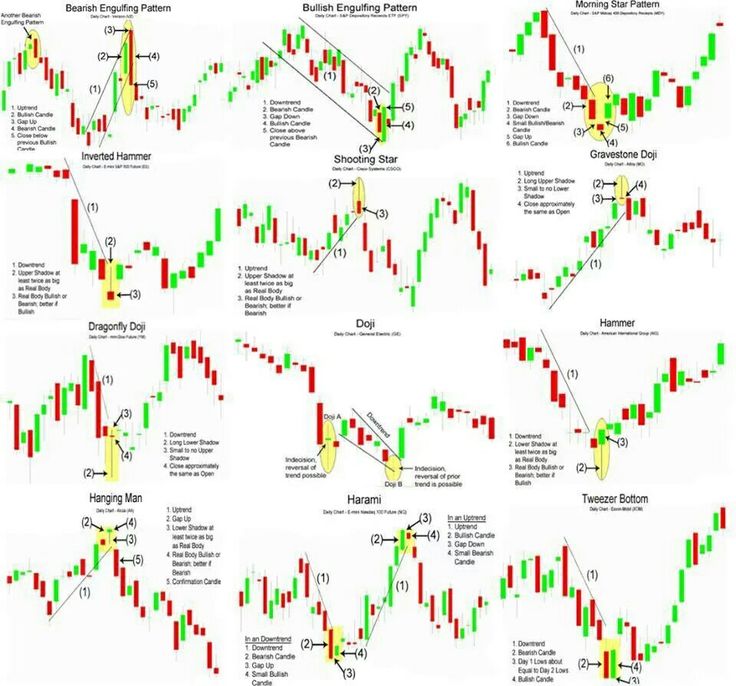 Bearish Engulfing Pattern
Daily Chart - Verizon (VZ)
Another Bearish
Engulfing Pattern
(3)
(2)
(4)
(1)
(5)
1 Uptrend
2 Bullish Candle
3 Gap Up
4 Bearish Candle
5 Close below
previous Bullish
Candle
Bullish Engulfing Pattern
Daily Chart - S&P Depository Receipts ETF (SPY)
(1)
(2)
(5)
(4)
(3)
1 Downtrend
2 Bearish Candle
3 Gap Down
4 Bullish Candle
5 Close above
previous Bearish
Candle
Morning Star Pattern
Daily Chart - S&P Midcap 400 Depository Receipts (MDY)
(1)
(6)
(2)
(3)
(4)
(5)
1 Downtrend
2 Bearish Candle
3 Gap Down
4 Small Bullish/Bearish
Candle
5 Gap Up
6 Bullish Candle
Inverted Hammer
Daily Chart - E-mini S&P 500 Future (ES)
(1)
(2)
(3)
1 Downtrend
2 Upper Shadow at
least twice as big
as Real Body
3 Real Body Bullish or
Bearish; better if
Bullish
Shooting Star
Daily Chart - Cisco Systems (CSCO)
(2)
(3)
(1)
1 Uptrend
2 Upper Shadow at
least twice as big
as Real Body
3 Real Body Bullish or
Bearish; better if
Bearish
Gravestone Doji
Daily Chart - Altria (MO)
1 Uptrend
2 Long Upper Shadow
3 Small to no Lower
Shadow
4 Close approximately
the same as Open
(2)
(4)
(3)
(1)
Dragonfly Doji
(1)
(3)
(4)
(2)
1 Downtrend
2 Long Lower Shadow
3 Small to no Upper
Shadow
4 Close approximately
the same as Open
Doji
Daily Chart - General Electric (GE)
Doji A
Downtrend
Indecision,
reversal of
trend possible
Doji B
Indecision,
reversal of prior
trend is possible
Hammer
Daily Chart - American International Group (AIG)
(1)
(3)
(2)
1 Downtrend
2 Lower Shadow at
least twice as big
as Real Body
3 Real Body Bullish or
Bearish; better if
Bullish
Hanging Man
Daily Chart - Alcoa (AA)
(2)
(4)
(3)
(5)
(1)
1 Uptrend
2 Gap Up
3 Lower Shadow at
least twice as big
as Real Body
4 Real Body Bullish or
Bearish; better if
Bearish
5 Confirmation Candle
Harami
Daily Chart - E-mini Nasdaq 100 Future (NQ)
(3)
(2)
(4)
(1)
(1)
(2)
(4)
(3)
In an Uptrend
1 Uptrend
2 Bullish Candle
3 Gap Down
4 Small Bearish
Candle
In an Downtrend
1 Downtrend
2 Bearish Candle
3 Gap Up
4 Small Bullish
Candle
Tweezer Bottom
Daily Chart - Exxon-Mobil (XOM)
(1)
(2)
(4)
(3)
1 Downtrend
2 Bearish Candle
3 Day 1 Lows about
Equal to Day 2 Lows
4 Bullish Candle